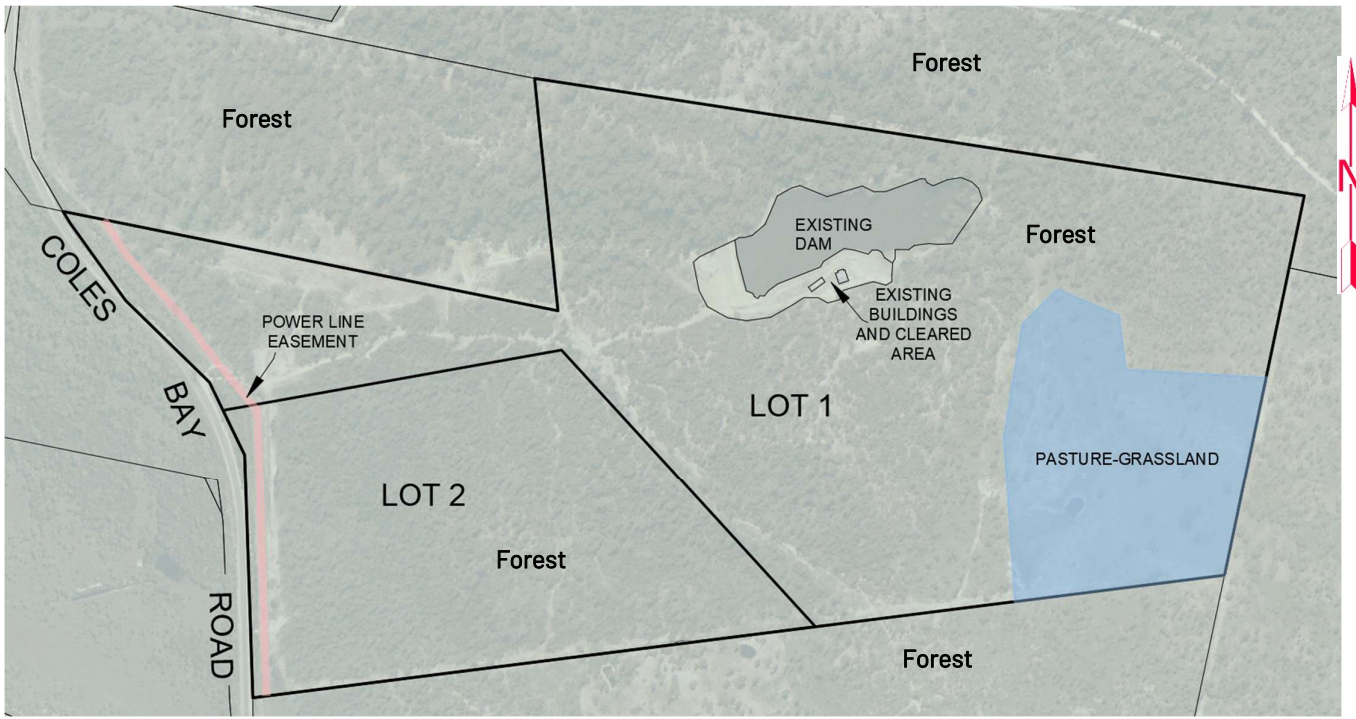 Forest
Forest
Forest
N
EXISTING
DAM
COLES
BAY
ROAD
POWER LINE
EASEMENT
EXISTING
BUILDINGS
AND CLEARED
AREA
LOT 1
PASTURE-GRASSLAND
LOT 2
Forest
Forest